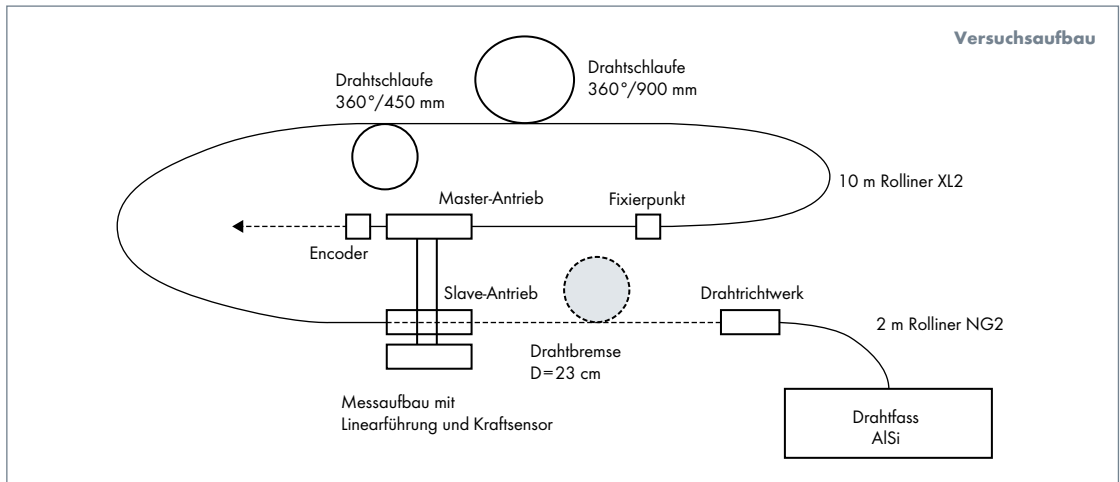 Versuchsaufbau
Drahtschlaufe
360°/450 mm
Drahtschlaufe
360°/900 mm
10 m Rolliner XL2
Master-Antrieb
Fixierpunkt
Encoder
Slave-Antrieb
Drahtrichtwerk
2 m Rolliner NG2
Drahtbremse
D=23 cm
Messaufbau mit
Linearführung und Kraftsensor
Drahtfass
AlSi